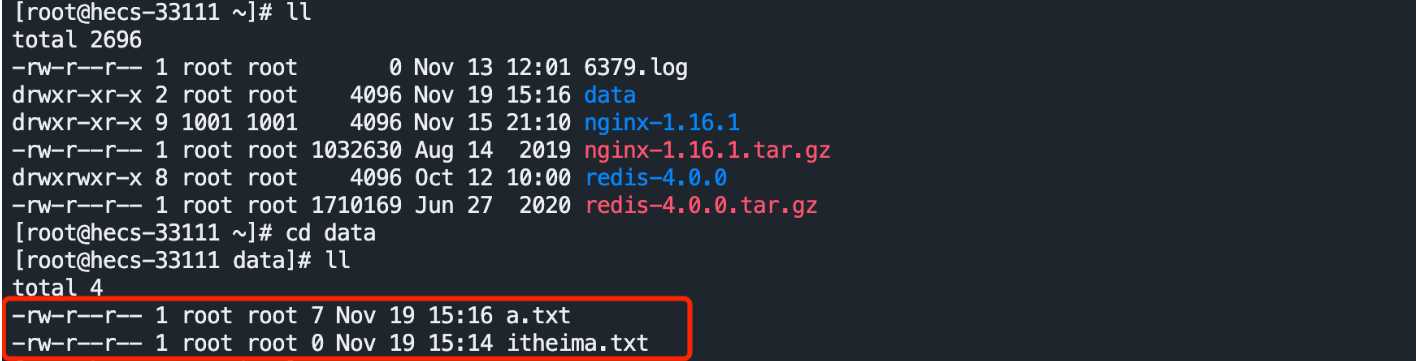 [root@hecs-33111 ~]# ll
total 2696
-rw-r--r-- 1 root root       0 Nov 13 12:01 6379.log
drwxr-xr-x 2 root root    4096 Nov 19 15:16 data
drwxr-xr-x 9 1001 1001    4096 Nov 15 21:10 nginx-1.16.1
-rw-r--r-- 1 root root 1032630 Aug 14  2019 nginx-1.16.1.tar.gz
drwxrwxr-x 8 root root    4096 Oct 12 10:00 redis-4.0.0
-rw-r--r-- 1 root root 1710169 Jun 27  2020 redis-4.0.0.tar.gz
[root@hecs-33111 ~]# cd data
[root@hecs-33111 data]# ll
total 4
-rw-r--r-- 1 root root 7 Nov 19 15:16 a.txt
-rw-r--r-- 1 root root 0 Nov 19 15:14 itheima.txt